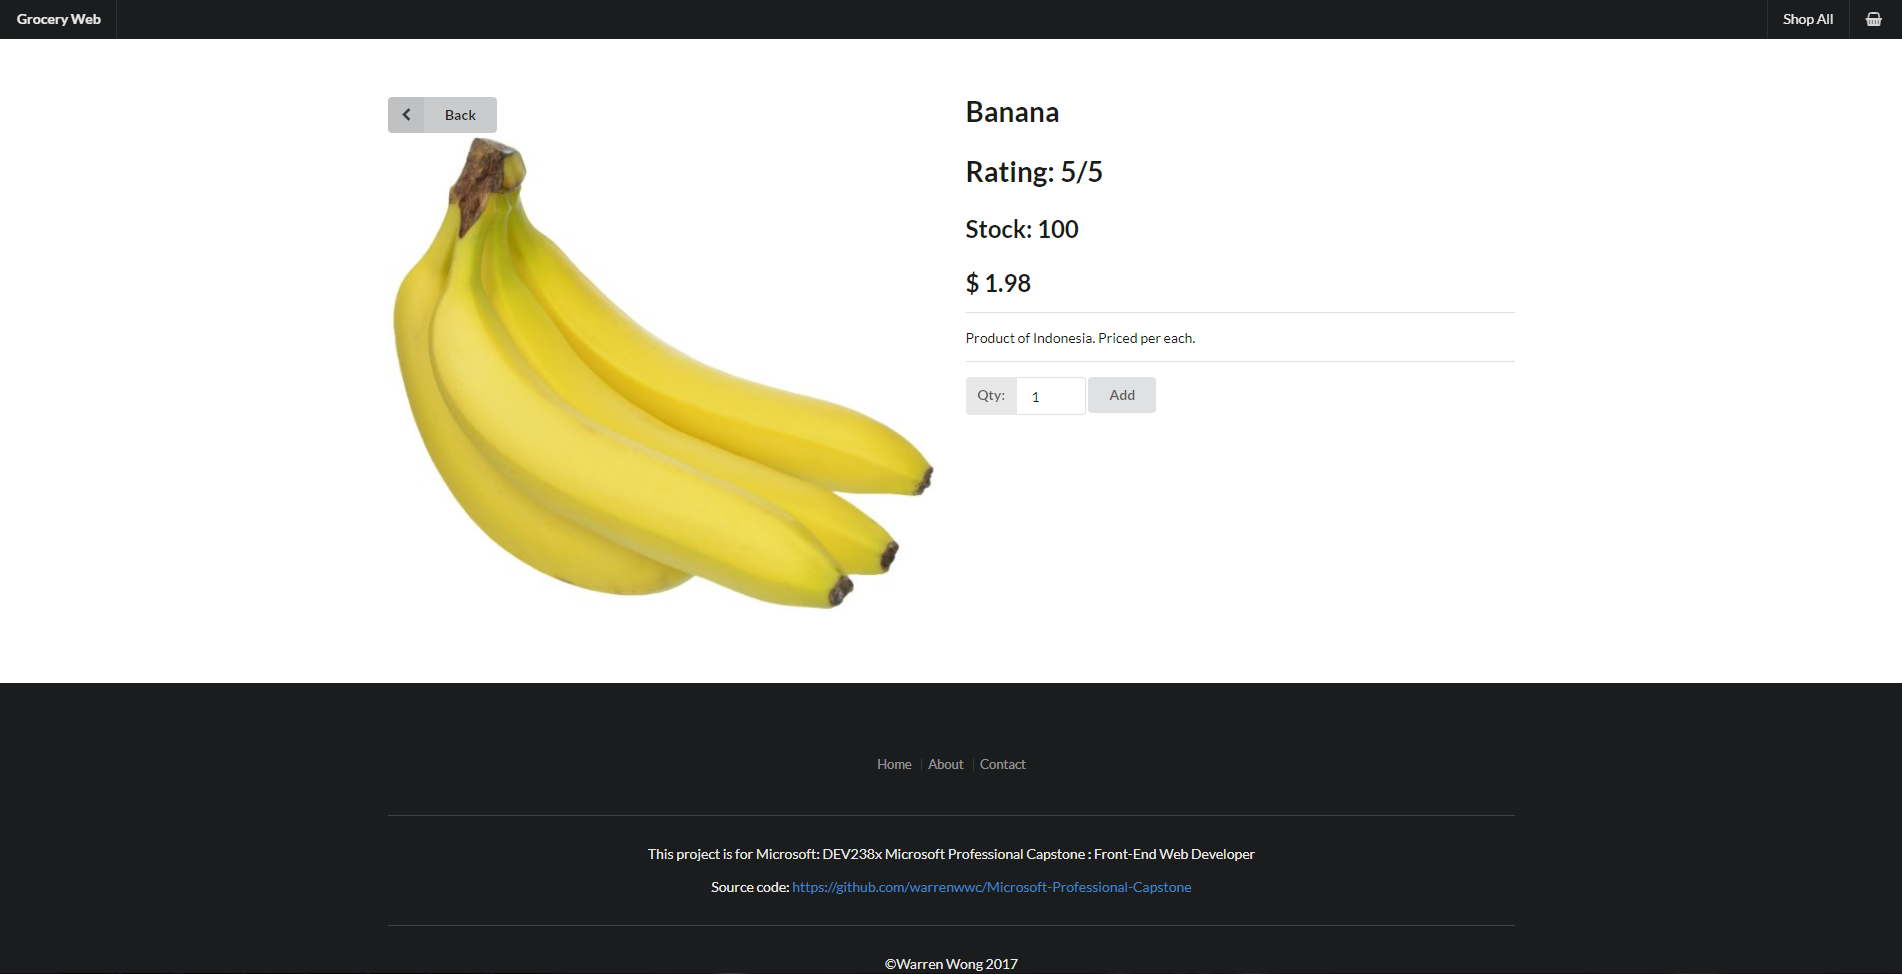 Grocery Web
Shop All
Back
Banana
Rating: 5/5
Stock: 100
$ 1.98
Product of Indonesia. Priced per each.
Qty: 1 Add
Home About Contact
This project is for Microsoft: DEV238x Microsoft Professional Capstone : Front-End Web Developer
Source code: https://github.com/warrenwwc/Microsoft-Professional-Capstone
©Warren Wong 2017